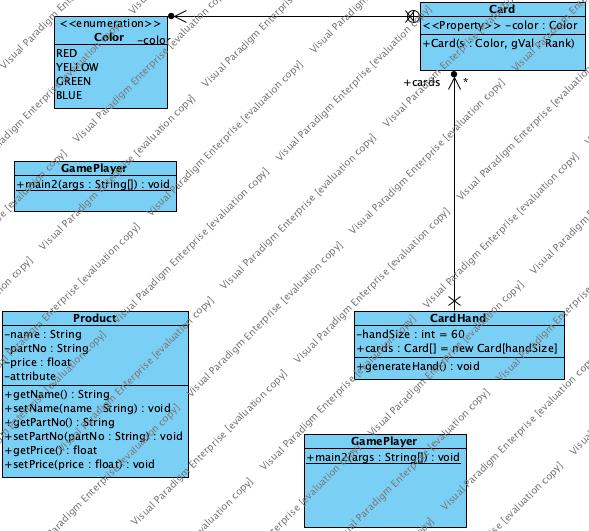 <<enumeration>>
Color
RED
YELLOW
GREEN
BLUE
-color
Card
<<Property>> -color : Color
+Card(s : Color, gVal : Rank)
+cards
*
GamePlayer
+main2(args : String[]) : void
Product
-name : String
-partNo : String
-price : float
-attribute
+getName() : String
+setName(name : String) : void
+getPartNo() : String
+setPartNo(partNo : String) : void
+getPrice() : float
+setPrice(price : float) : void
CardHand
-handSize : int = 60
+cards : Card[] = new Card[handSize]
+generateHand() : void
GamePlayer
+main2(args : String[]) : void
Visual Paradigm Enterprise [evaluation copy]